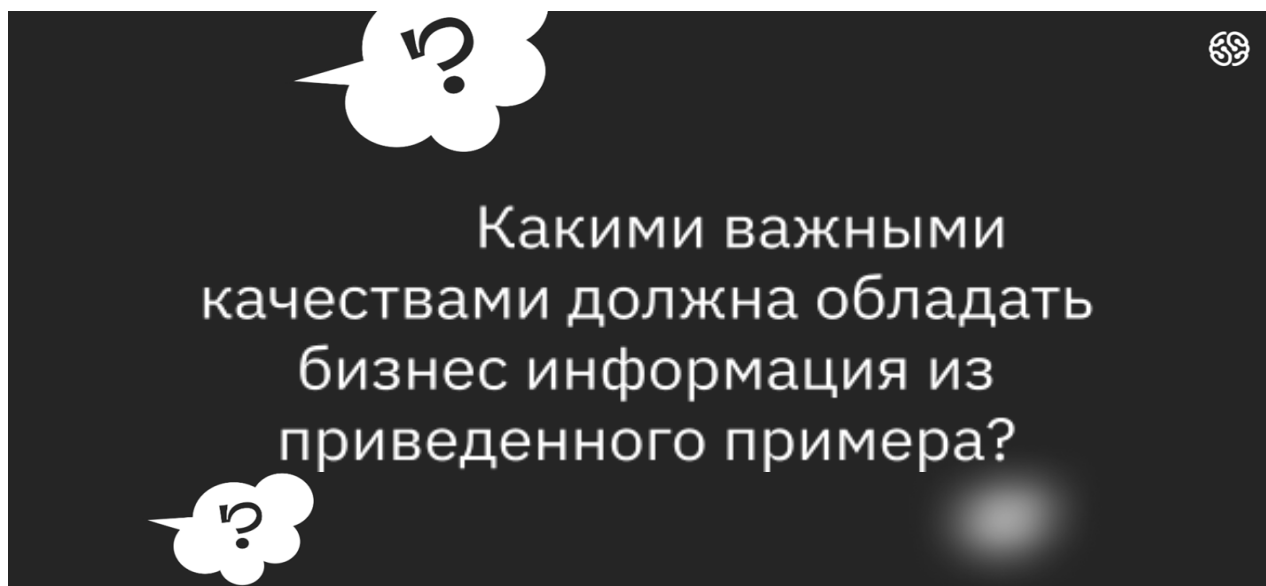 ?
Какими важными
качествами должна обладать
бизнес информация из
приведенного примера?
?